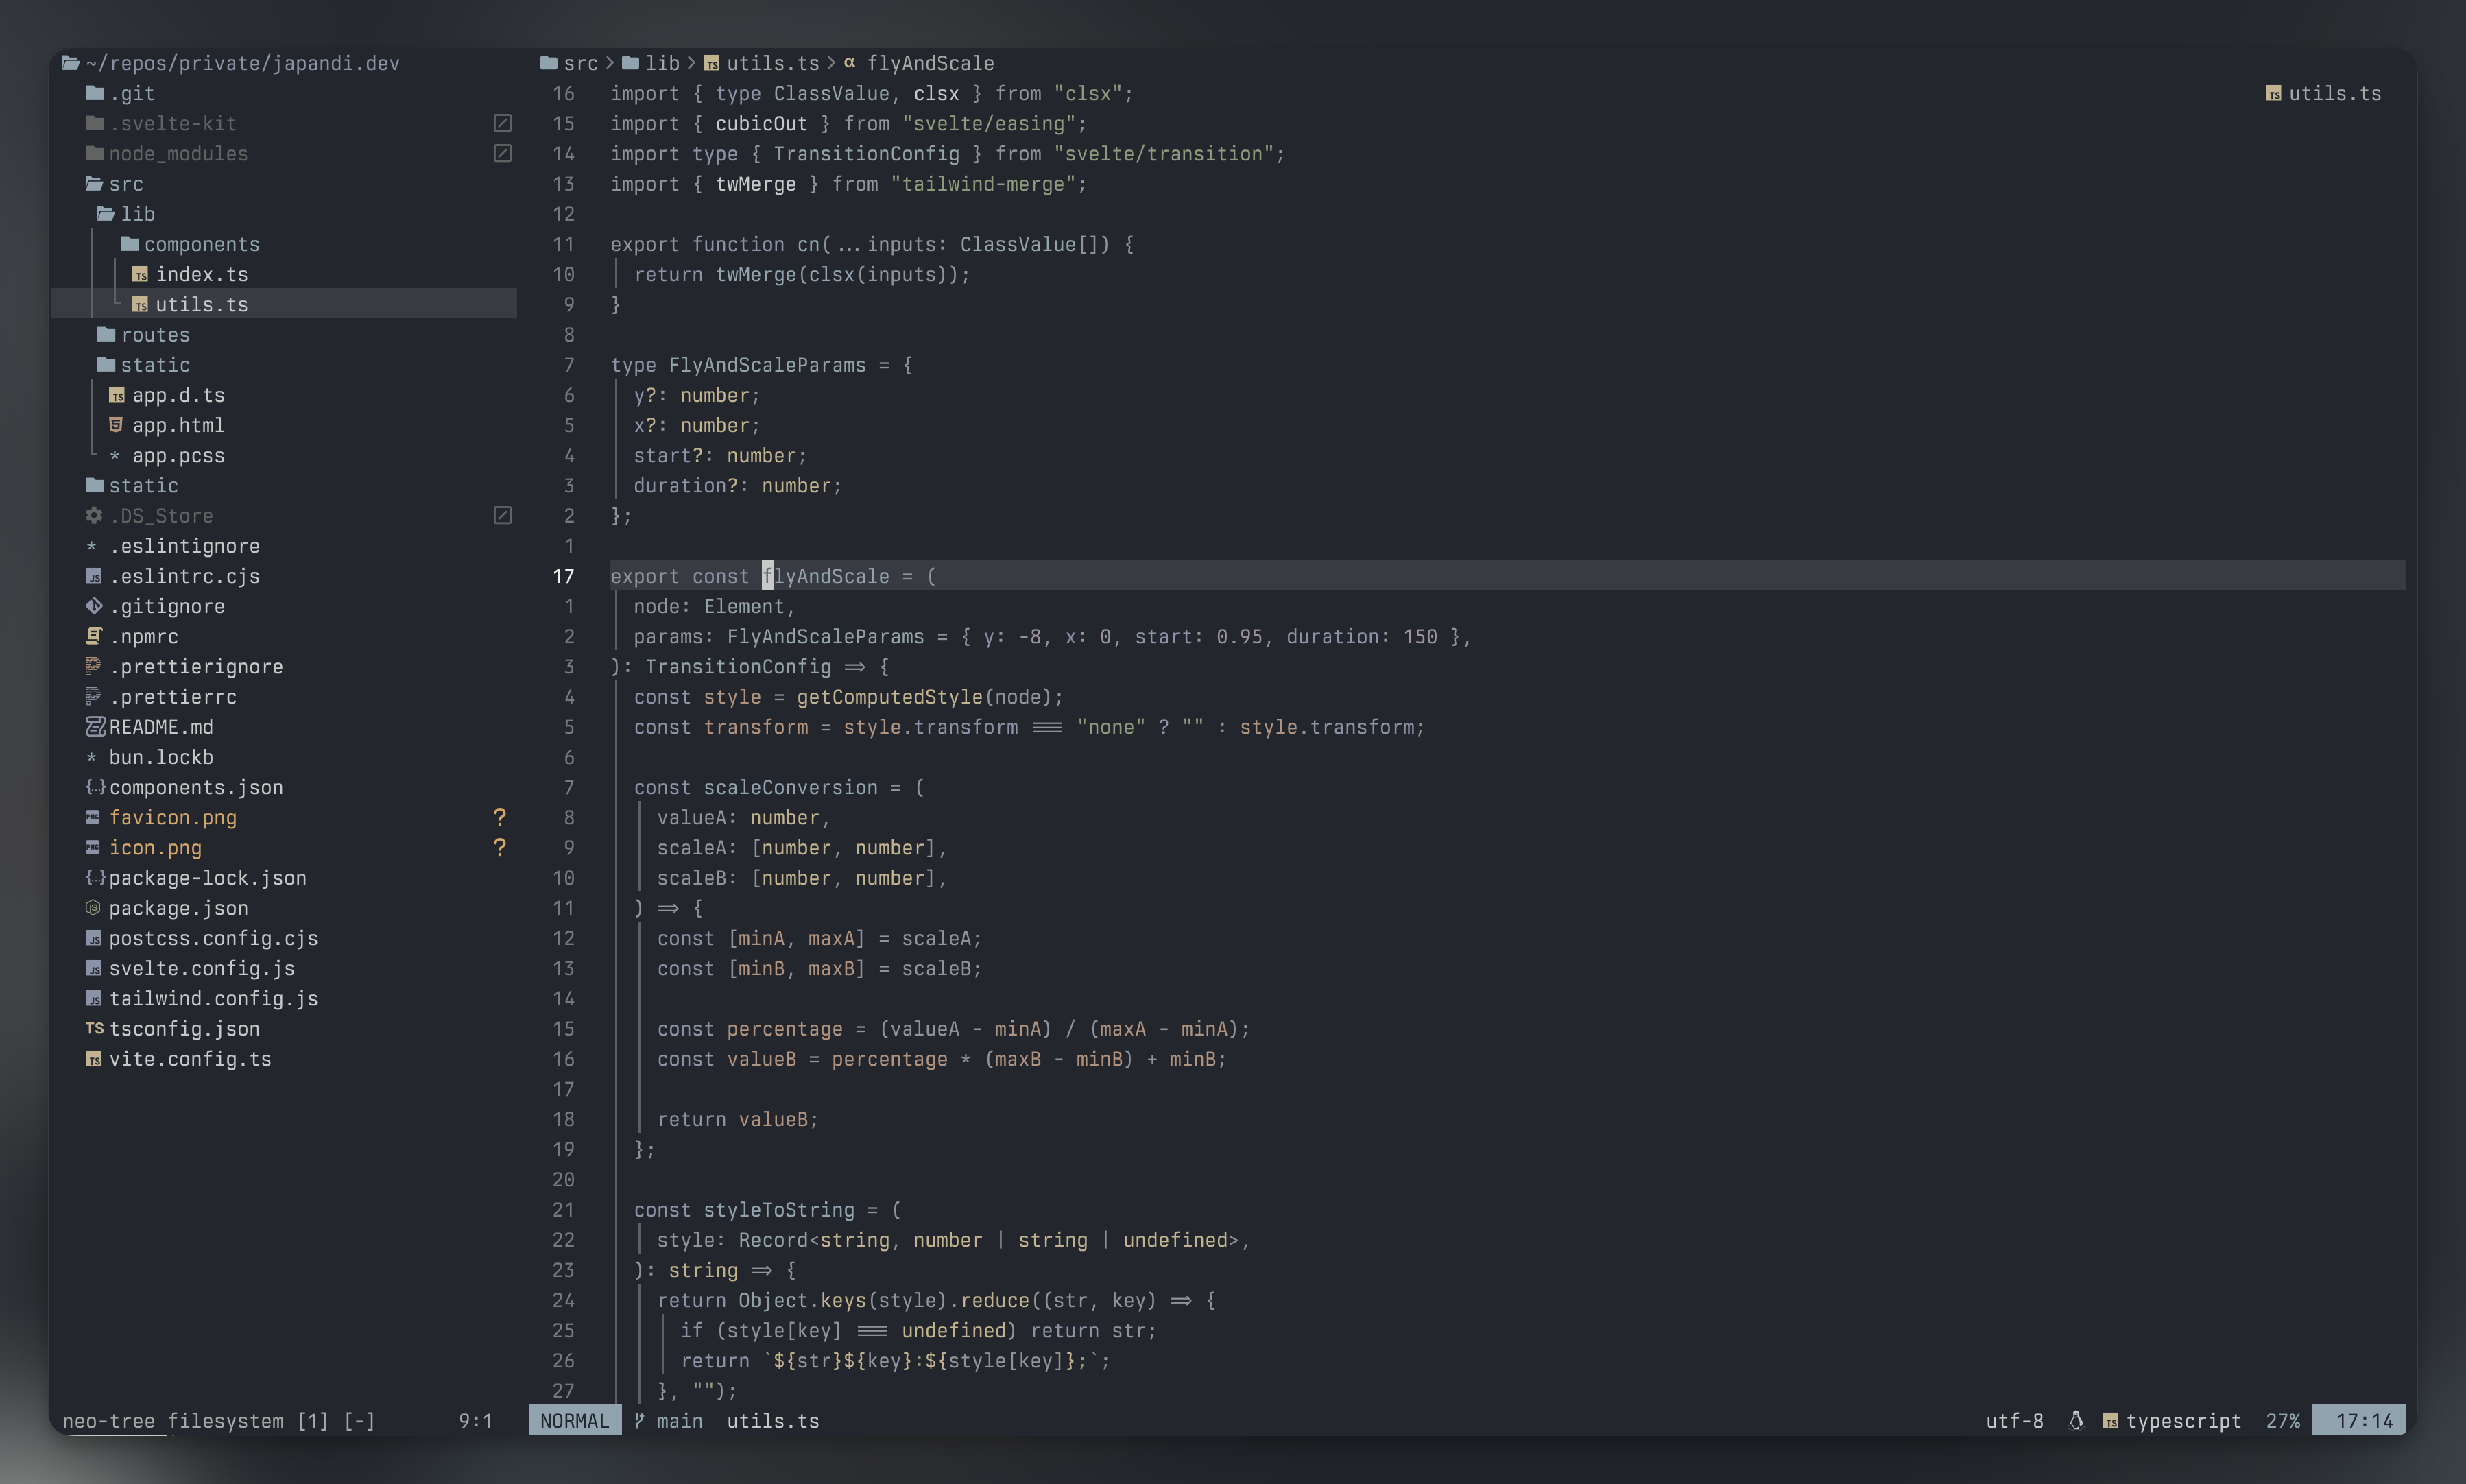 ~/repos/private/japandi.dev
.git
.svelte-kit
node_modules
src
lib
components
index.ts
utils.ts
routes
static
app.d.ts
app.html
* app.pcss
static
.DS_Store
* .eslintignore
.eslintrc.cjs
.gitignore
.npmrc
.prettierignore
.prettierrc
README.md
* bun.lockb
{..} components.json
favicon.png ?
icon.png ?
{..} package-lock.json
package.json
postcss.config.cjs
svelte.config.js
tailwind.config.js
TS tsconfig.json
TS vite.config.ts
neo-tree filesystem [1] [-] 9:1
src > lib > TS utils.ts > α flyAndScale
TS utils.ts
16 import { type ClassValue, clsx } from "clsx";
15 import { cubicOut } from "svelte/easing";
14 import type { TransitionConfig } from "svelte/transition";
13 import { twMerge } from "tailwind-merge";
12
11 export function cn(...inputs: ClassValue[]) {
10 return twMerge(clsx(inputs));
9 }
8
7 type FlyAndScaleParams = {
6 y?: number;
5 x?: number;
4 start?: number;
3 duration?: number;
2 };
1
17 export const flyAndScale = (
1 node: Element,
2 params: FlyAndScaleParams = { y: -8, x: 0, start: 0.95, duration: 150 },
3 ): TransitionConfig => {
4 const style = getComputedStyle(node);
5 const transform = style.transform === "none" ? "" : style.transform;
6
7 const scaleConversion = (
8 valueA: number,
9 scaleA: [number, number],
10 scaleB: [number, number],
11 ) => {
12 const [minA, maxA] = scaleA;
13 const [minB, maxB] = scaleB;
14
15 const percentage = (valueA - minA) / (maxA - minA);
16 const valueB = percentage * (maxB - minB) + minB;
17
18 return valueB;
19 };
20
21 const styleToString = (
22 style: Record<string, number | string | undefined>,
23 ): string => {
24 return Object.keys(style).reduce((str, key) => {
25 if (style[key] === undefined) return str;
26 return `${str}${key}:${style[key]};`;
27 }, "");
NORMAL main utils.ts
utf-8 TS typescript 27% 17:14